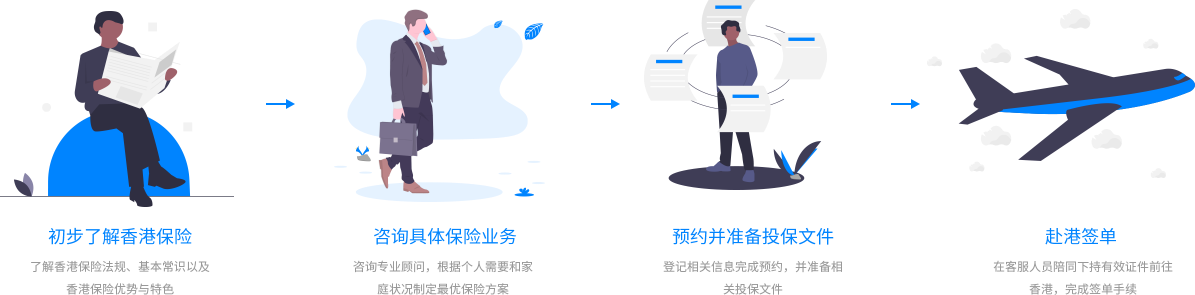 初步了解香港保险
了解香港保险法规、基本常识以及
香港保险优势与特色
咨询具体保险业务
咨询专业顾问，根据个人需要和家
庭状况制定最优保险方案
预约并准备投保文件
登记相关信息完成预约，并准备相
关投保文件
赴港签单
在客服人员陪同下持有效证件前往
香港，完成签单手续